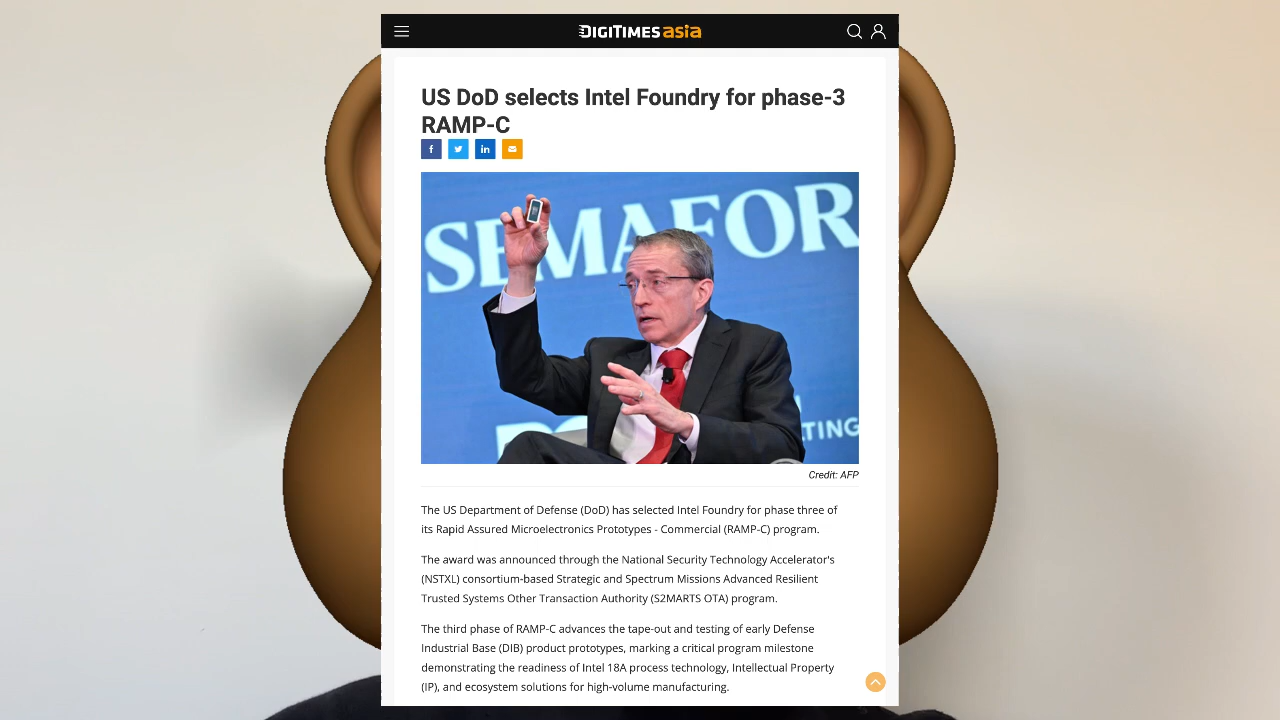 DIGITIMES asia
US DoD selects Intel Foundry for phase-3
RAMP-C
f
in
SEMAFOR
LTING
Credit: AFP
The US Department of Defense (DoD) has selected Intel Foundry for phase three of
its Rapid Assured Microelectronics Prototypes - Commercial (RAMP-C) program.
The award was announced through the National Security Technology Accelerator's
(NSTXL) consortium-based Strategic and Spectrum Missions Advanced Resilient
Trusted Systems Other Transaction Authority (S2MARTS OTA) program.
The third phase of RAMP-C advances the tape-out and testing of early Defense
Industrial Base (DIB) product prototypes, marking a critical program milestone
demonstrating the readiness of Intel 18A process technology, Intellectual Property
(IP), and ecosystem solutions for high-volume manufacturing.